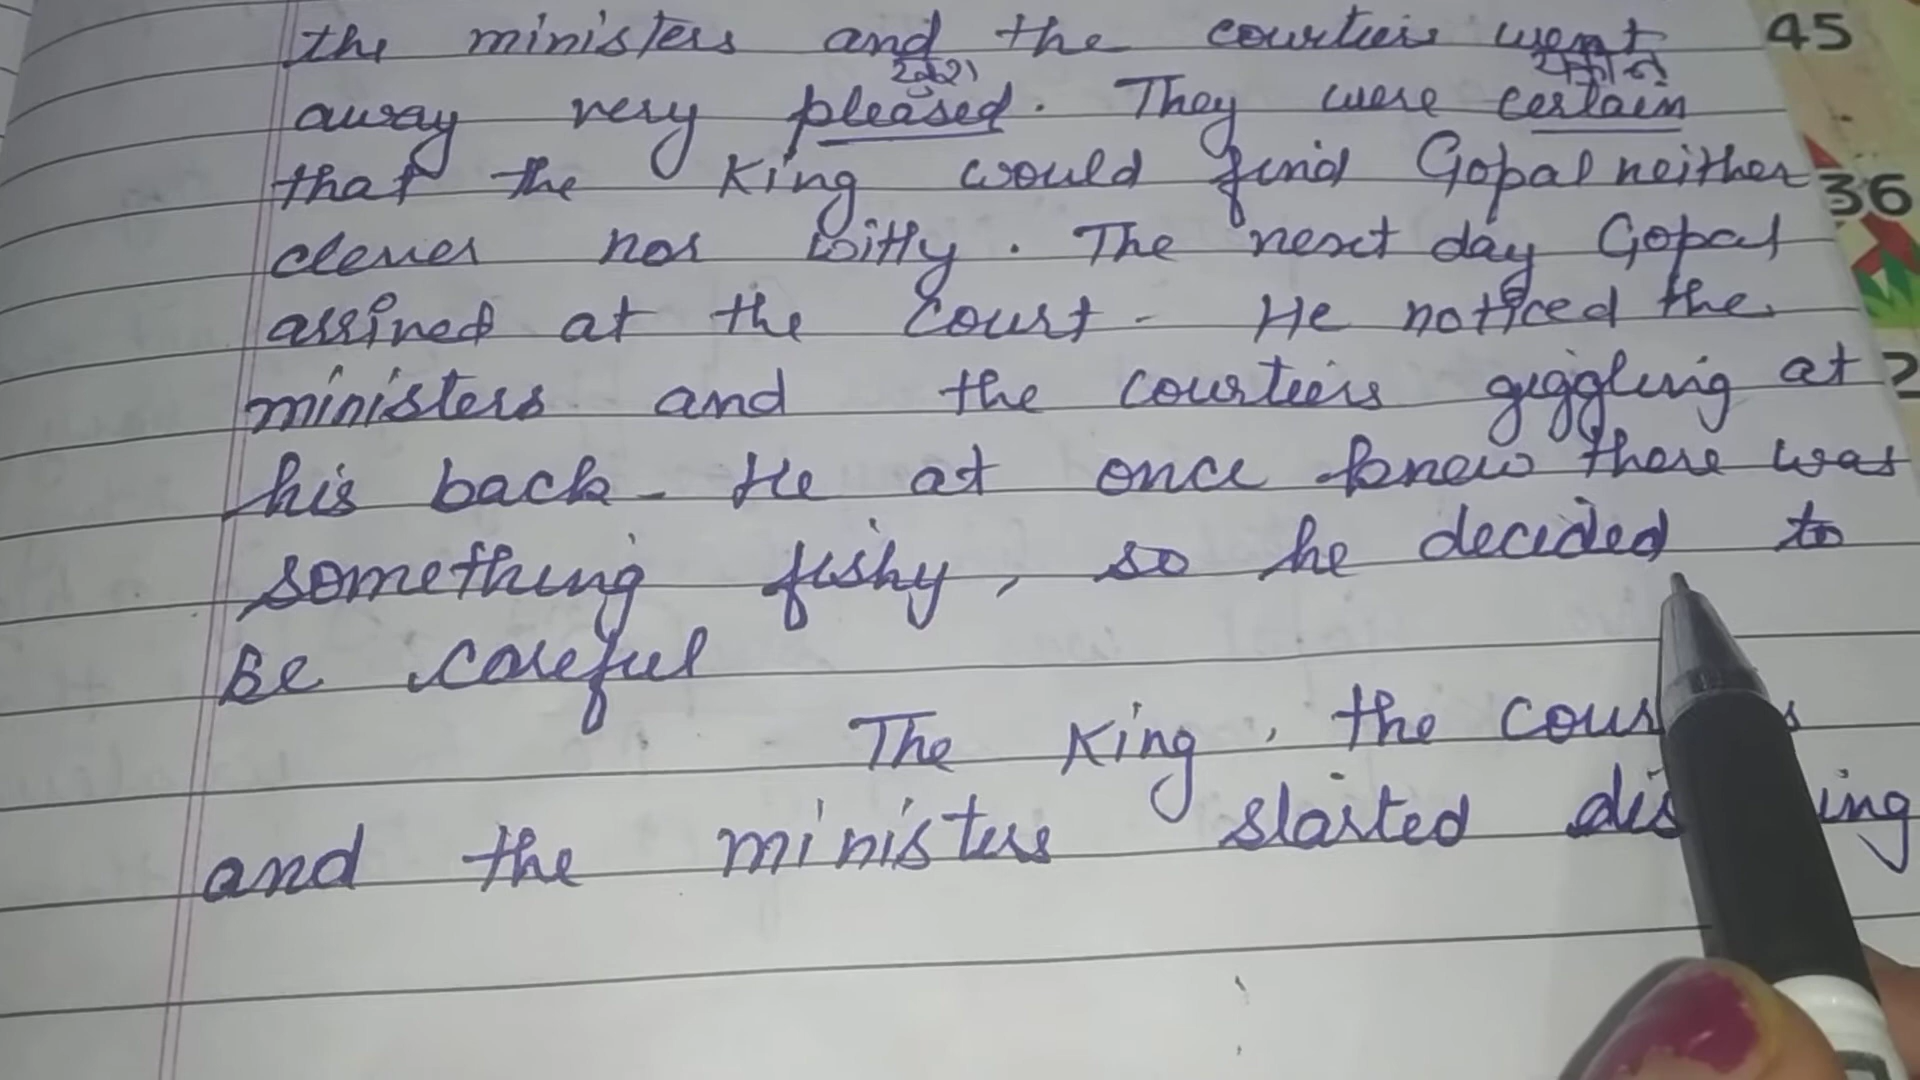 the ministers and the courtiers went 45
खुश
away very pleased. They were certain
that the King would find Gopal neither 36
clever nor witty. The next day Gopal
arrived at the court- He noticed the
ministers and the courtiers giggling at 2
his back- He at once knew there was
something fishy, so he decided to
Be careful
The King, the
and the ministers started